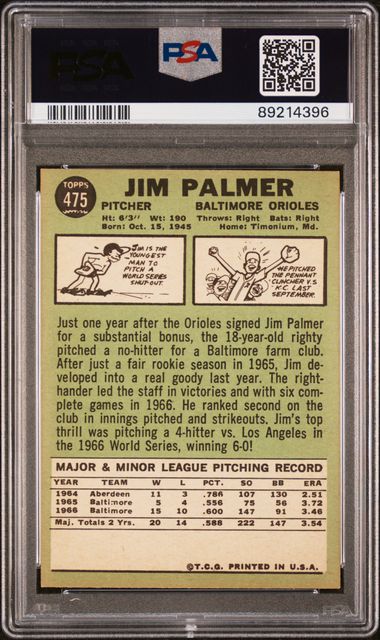 PSA
PSA
89214396
TOPPS
475
JIM PALMER
PITCHER BALTIMORE ORIOLES
Ht: 6'3" Wt: 190 Throws: Right Bats: Right
Born: Oct. 15, 1945 Home: Timonium, Md.
JIM IS THE
YOUNGEST
MAN TO
PITCH A
WORLD SERIES
SHUT-OUT.
HE PITCHED
THE PENNANT
CLINCHER V.S
K.C. LAST
SEPTEMBER.
Just one year after the Orioles signed Jim Palmer
for a substantial bonus, the 18-year-old righty
pitched a no-hitter for a Baltimore farm club.
After just a fair rookie season in 1965, Jim de-
veloped into a real goody last year. The right-
hander led the staff in victories and with six com-
plete games in 1966. He ranked second on the
club in innings pitched and strikeouts. Jim's top
thrill was pitching a 4-hitter vs. Los Angeles in
the 1966 World Series, winning 6-0!
MAJOR & MINOR LEAGUE PITCHING RECORD
YEAR TEAM W L PCT. SO BB ERA
1964 Aberdeen 11 3 .786 107 130 2.51
1965 Baltimore 5 4 .556 75 56 3.72
1966 Baltimore 15 10 .600 147 91 3.46
Maj. Totals 2 Yrs. 20 14 .588 222 147 3.54
©T.C.G. PRINTED IN U.S.A.